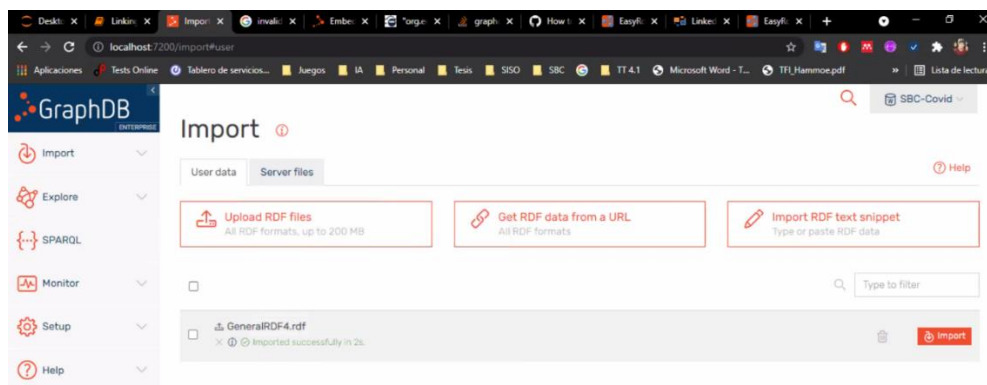 Deskt Linkin Import invalid Embe "org.e graph How t EasyR Linked EasyR
localhost:7200/import#user
Aplicaciones Tests Online Tablero de servicios... Juegos IA Personal Tesis SISO SBC TT 4.1 Microsoft Word - T... TFI_Hammoe.pdf » Lista de lectura
GraphDB
ENTERPRISE
SBC-Covid
Import
Import
User data Server files
Help
Explore
Upload RDF files Get RDF data from a URL Import RDF text snippet
All RDF formats, up to 200 MB All RDF formats Type or paste RDF data
SPARQL
Monitor
Type to filter
Setup
GeneralRDF4.rdf
Imported successfully in 2s.
Import
Help